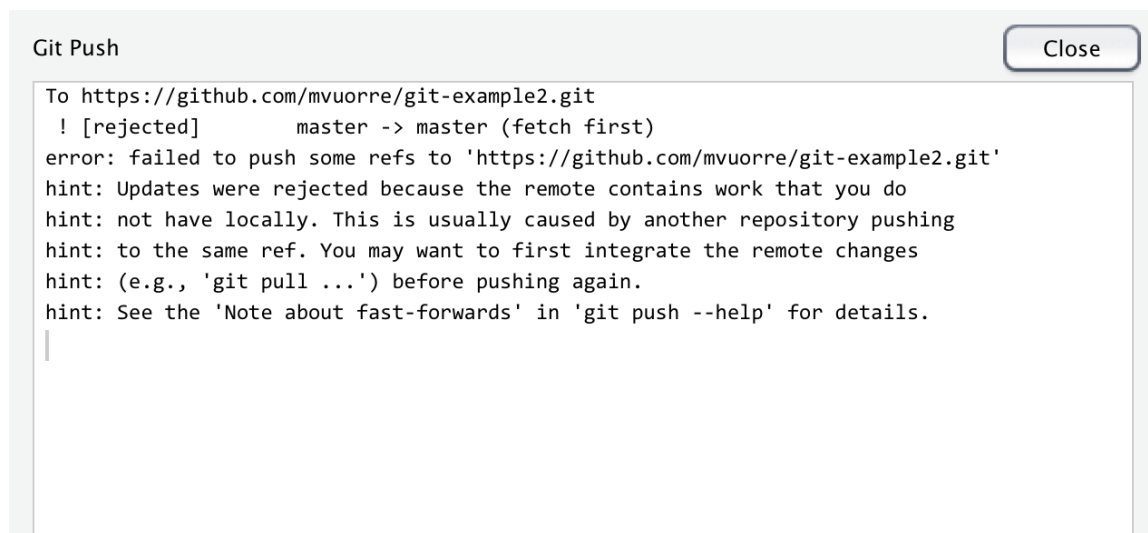 Git Push
Close
To https://github.com/mvuorre/git-example2.git
! [rejected]        master -> master (fetch first)
error: failed to push some refs to 'https://github.com/mvuorre/git-example2.git'
hint: Updates were rejected because the remote contains work that you do
hint: not have locally. This is usually caused by another repository pushing
hint: to the same ref. You may want to first integrate the remote changes
hint: (e.g., 'git pull ...') before pushing again.
hint: See the 'Note about fast-forwards' in 'git push --help' for details.